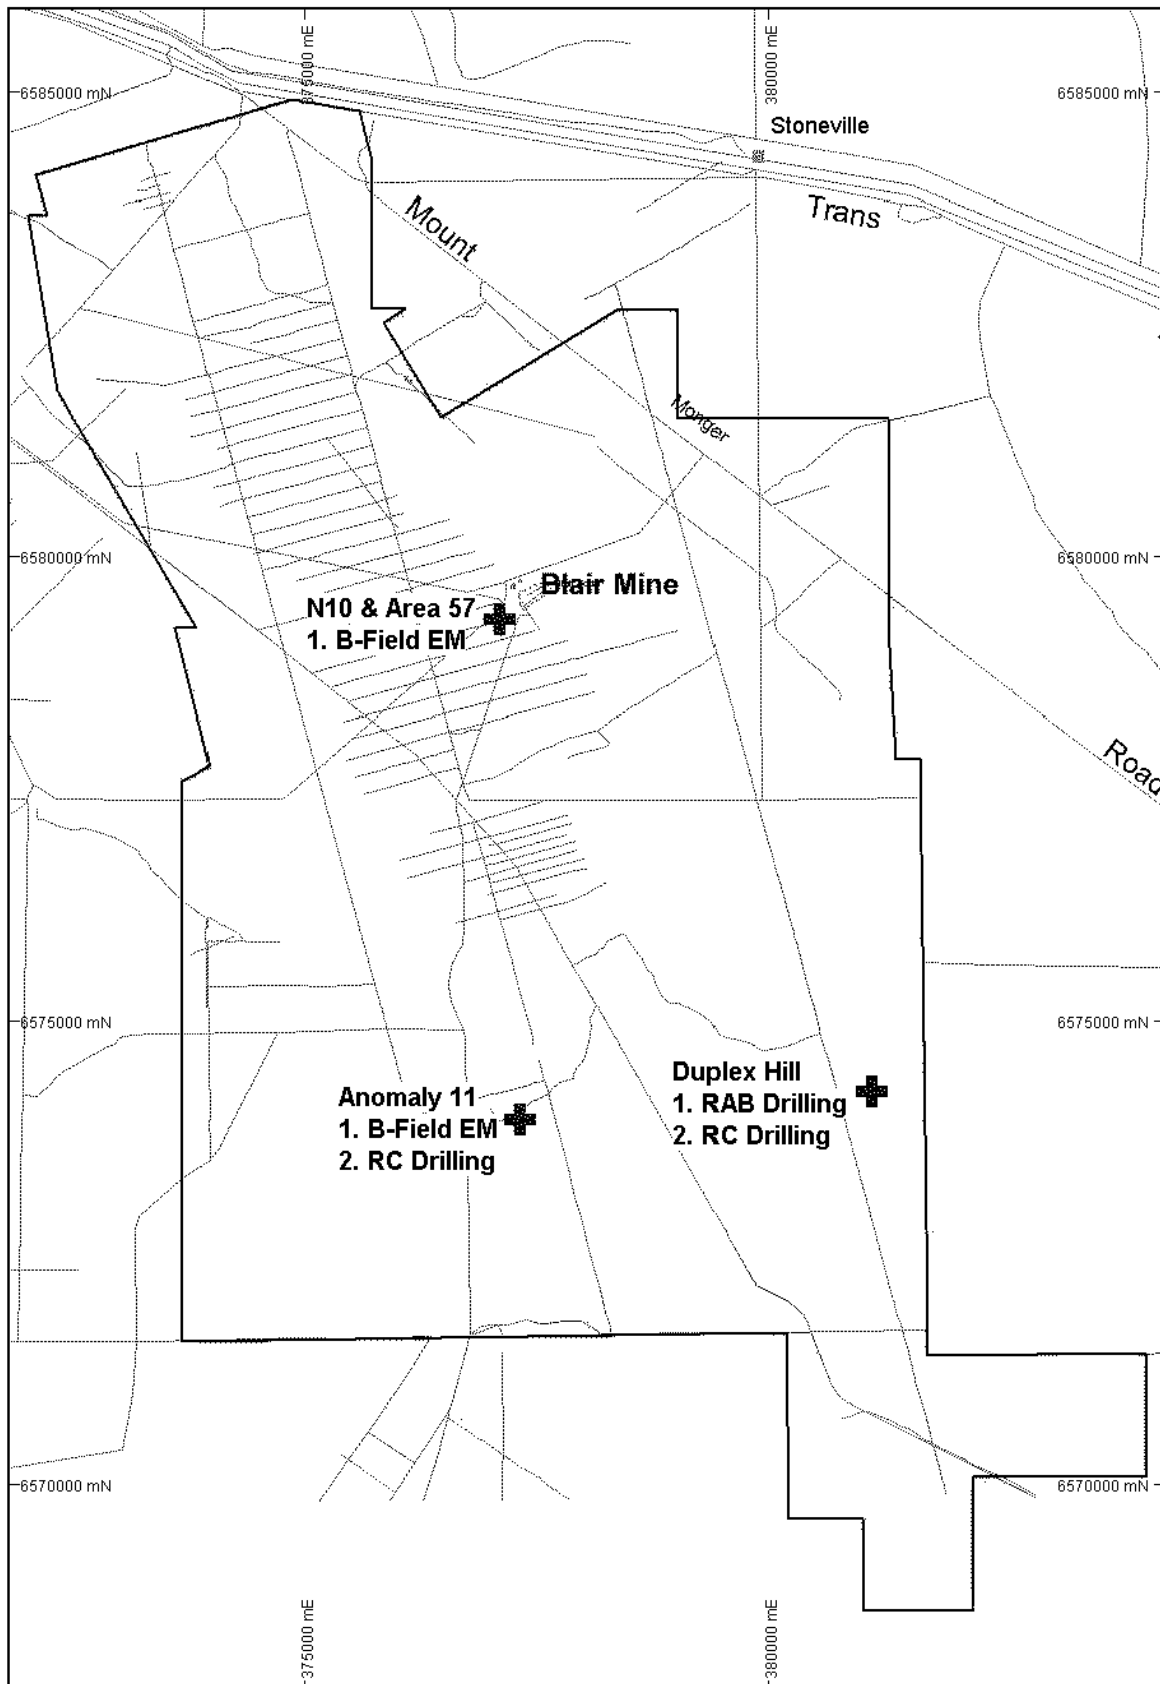 375000 mE
380000 mE
6585000 mN
6585000 mN
Stoneville
Trans
Mount
Monger
6580000 mN
6580000 mN
Blair Mine
N10 & Area 57
1. B-Field EM
Road
6575000 mN
6575000 mN
Duplex Hill
1. RAB Drilling
2. RC Drilling
Anomaly 11
1. B-Field EM
2. RC Drilling
6570000 mN
6570000 mN
375000 mE
380000 mE